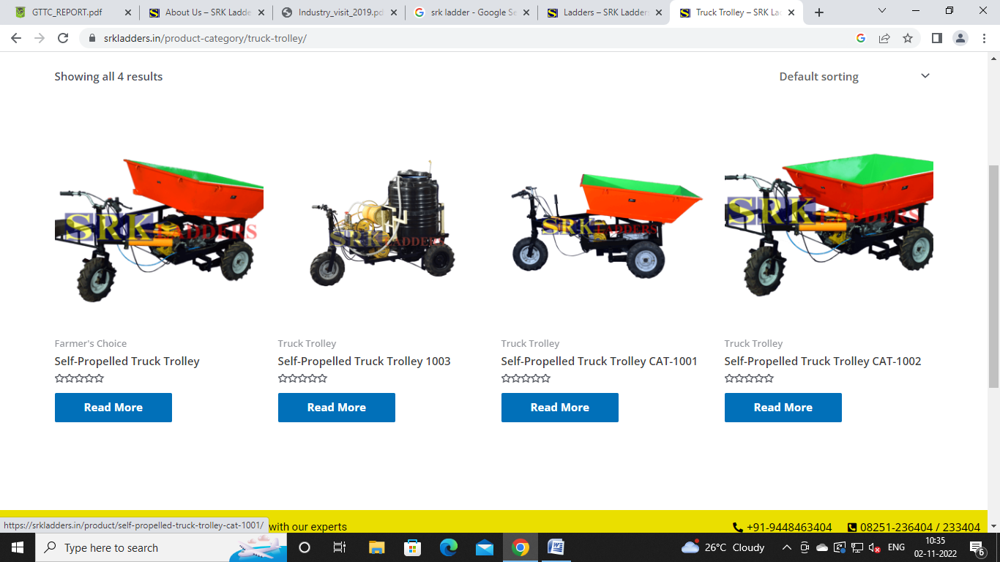 GTTC_REPORT.pdf
About Us – SRK Ladde
Industry_visit_2019.pd
srk ladder - Google Se
Ladders – SRK Ladders
Truck Trolley – SRK La
srkladders.in/product-category/truck-trolley/
Showing all 4 results
Default sorting
SRK LADDERS
SRK LADDERS
SRK LADDERS
SRK LADDERS
Farmer's Choice
Self-Propelled Truck Trolley
Read More
Truck Trolley
Self-Propelled Truck Trolley 1003
Read More
Truck Trolley
Self-Propelled Truck Trolley CAT-1001
Read More
Truck Trolley
Self-Propelled Truck Trolley CAT-1002
Read More
https://srkladders.in/product/self-propelled-truck-trolley-cat-1001/
with our experts
+91-9448463404
08251-236404 / 233404
Type here to search
26°C Cloudy
ENG
10:35
02-11-2022
6